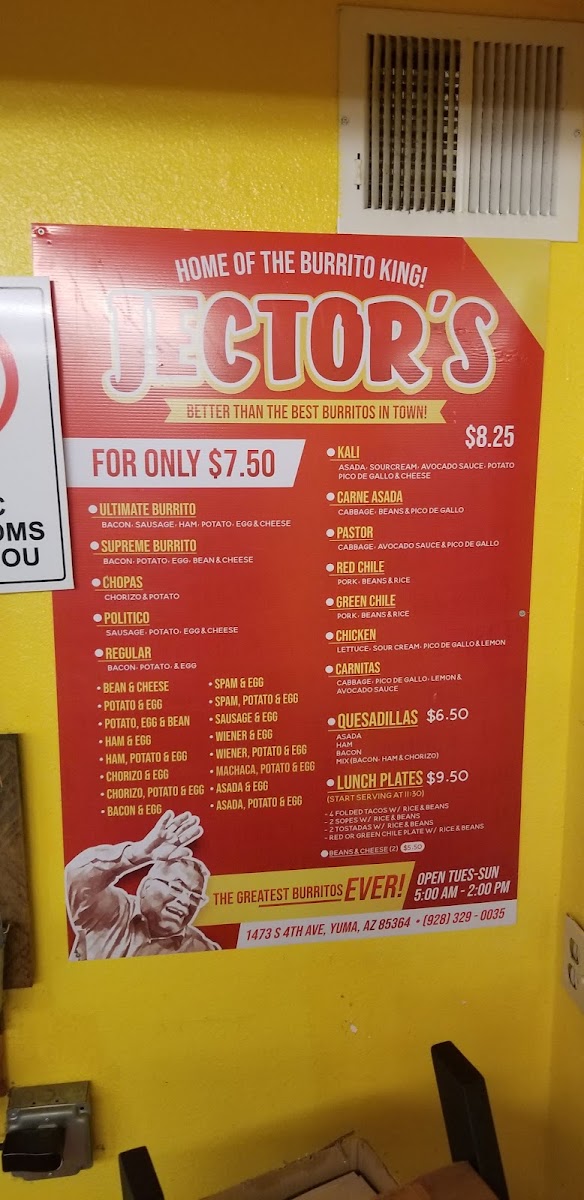 HOME OF THE BURRITO KING!
JECTOR'S
BETTER THAN THE BEST BURRITOS IN TOWN!
FOR ONLY $7.50
ULTIMATE BURRITO
BACON, SAUSAGE, HAM, POTATO, EGG & CHEESE
SUPREME BURRITO
BACON, POTATO, EGG, BEAN & CHEESE
CHOPAS
CHORIZO & POTATO
POLITICO
SAUSAGE, POTATO, EGG & CHEESE
REGULAR
BACON, POTATO, & EGG
• BEAN & CHEESE
• POTATO & EGG
• POTATO, EGG & BEAN
• HAM & EGG
• HAM, POTATO & EGG
• CHORIZO & EGG
• CHORIZO, POTATO & EGG
• BACON & EGG
• SPAM & EGG
• SPAM, POTATO & EGG
• SAUSAGE & EGG
• WIENER & EGG
• WIENER, POTATO & EGG
• MACHACA, POTATO & EGG
• ASADA & EGG
• ASADA, POTATO & EGG
$8.25
KALI
ASADA, SOURCREAM, AVOCADO SAUCE, POTATO
PICO DE GALLO & CHEESE
CARNE ASADA
CABBAGE, BEANS & PICO DE GALLO
PASTOR
CABBAGE, AVOCADO SAUCE & PICO DE GALLO
RED CHILE
PORK, BEANS & RICE
GREEN CHILE
PORK, BEANS & RICE
CHICKEN
LETTUCE, SOUR CREAM, PICO DE GALLO & LEMON
CARNITAS
CABBAGE, PICO DE GALLO, LEMON &
AVOCADO SAUCE
QUESADILLAS $6.50
ASADA
HAM
BACON
MIX (BACON, HAM & CHORIZO)
LUNCH PLATES $9.50
(START SERVING AT 11:30)
- 4 FOLDED TACOS W/ RICE & BEANS
- 2 SOPES W/ RICE & BEANS
- 2 TOSTADAS W/ RICE & BEANS
- RED OR GREEN CHILE PLATE W/ RICE & BEANS
BEANS & CHEESE (2) $5.50
THE GREATEST BURRITOS EVER!
OPEN TUES-SUN
5:00 AM - 2:00 PM
1473 S 4TH AVE, YUMA, AZ 85364 • (928) 329 - 0035
C
OMS
OU